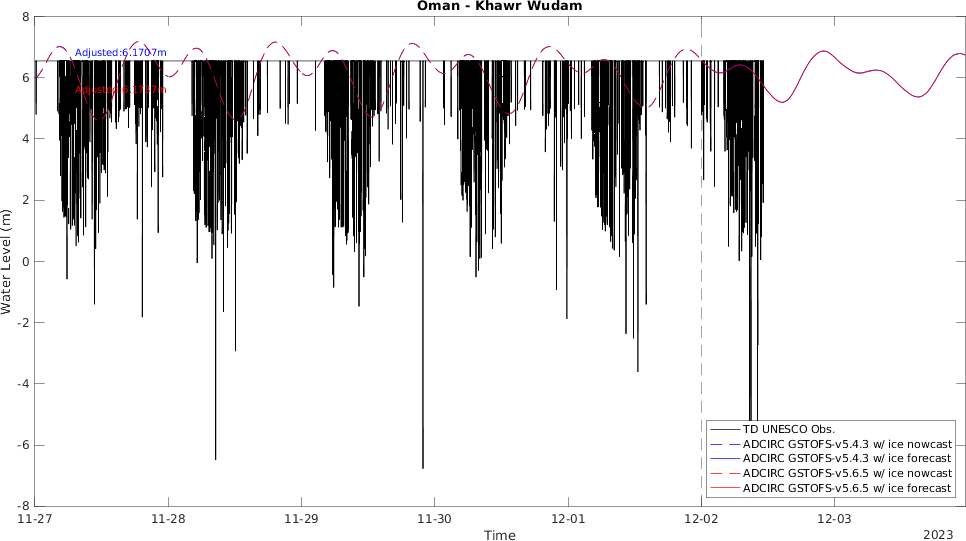 Oman - Khawr Wudam
8
6
4
2
0
-2
-4
-6
-8
Water Level (m)
Adjusted:6.1707m
TD UNESCO Obs.
ADCIRC GSTOFS-v5.4.3 w/ ice nowcast
ADCIRC GSTOFS-v5.4.3 w/ ice forecast
ADCIRC GSTOFS-v5.6.5 w/ ice nowcast
ADCIRC GSTOFS-v5.6.5 w/ ice forecast
11-27
11-28
11-29
11-30
12-01
12-02
12-03
Time
2023